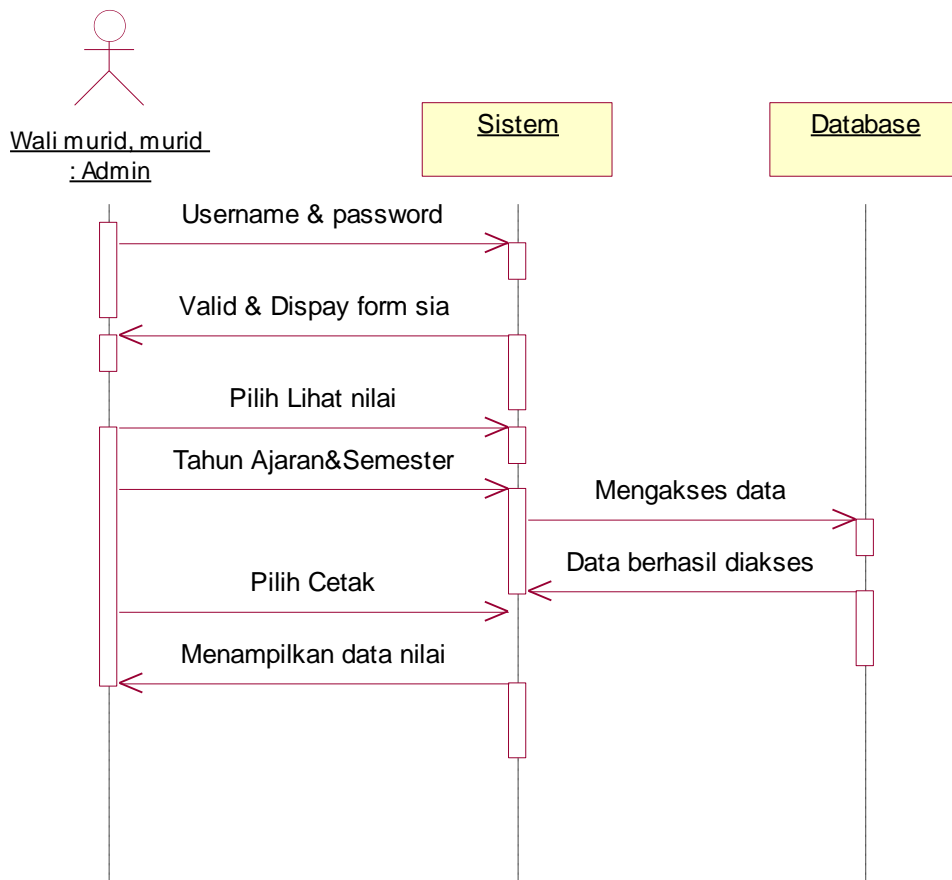 Wali murid, murid
: Admin
Sistem
Database
Username & password
Valid & Dispay form sia
Pilih Lihat nilai
Tahun Ajaran&Semester
Mengakses data
Data berhasil diakses
Pilih Cetak
Menampilkan data nilai